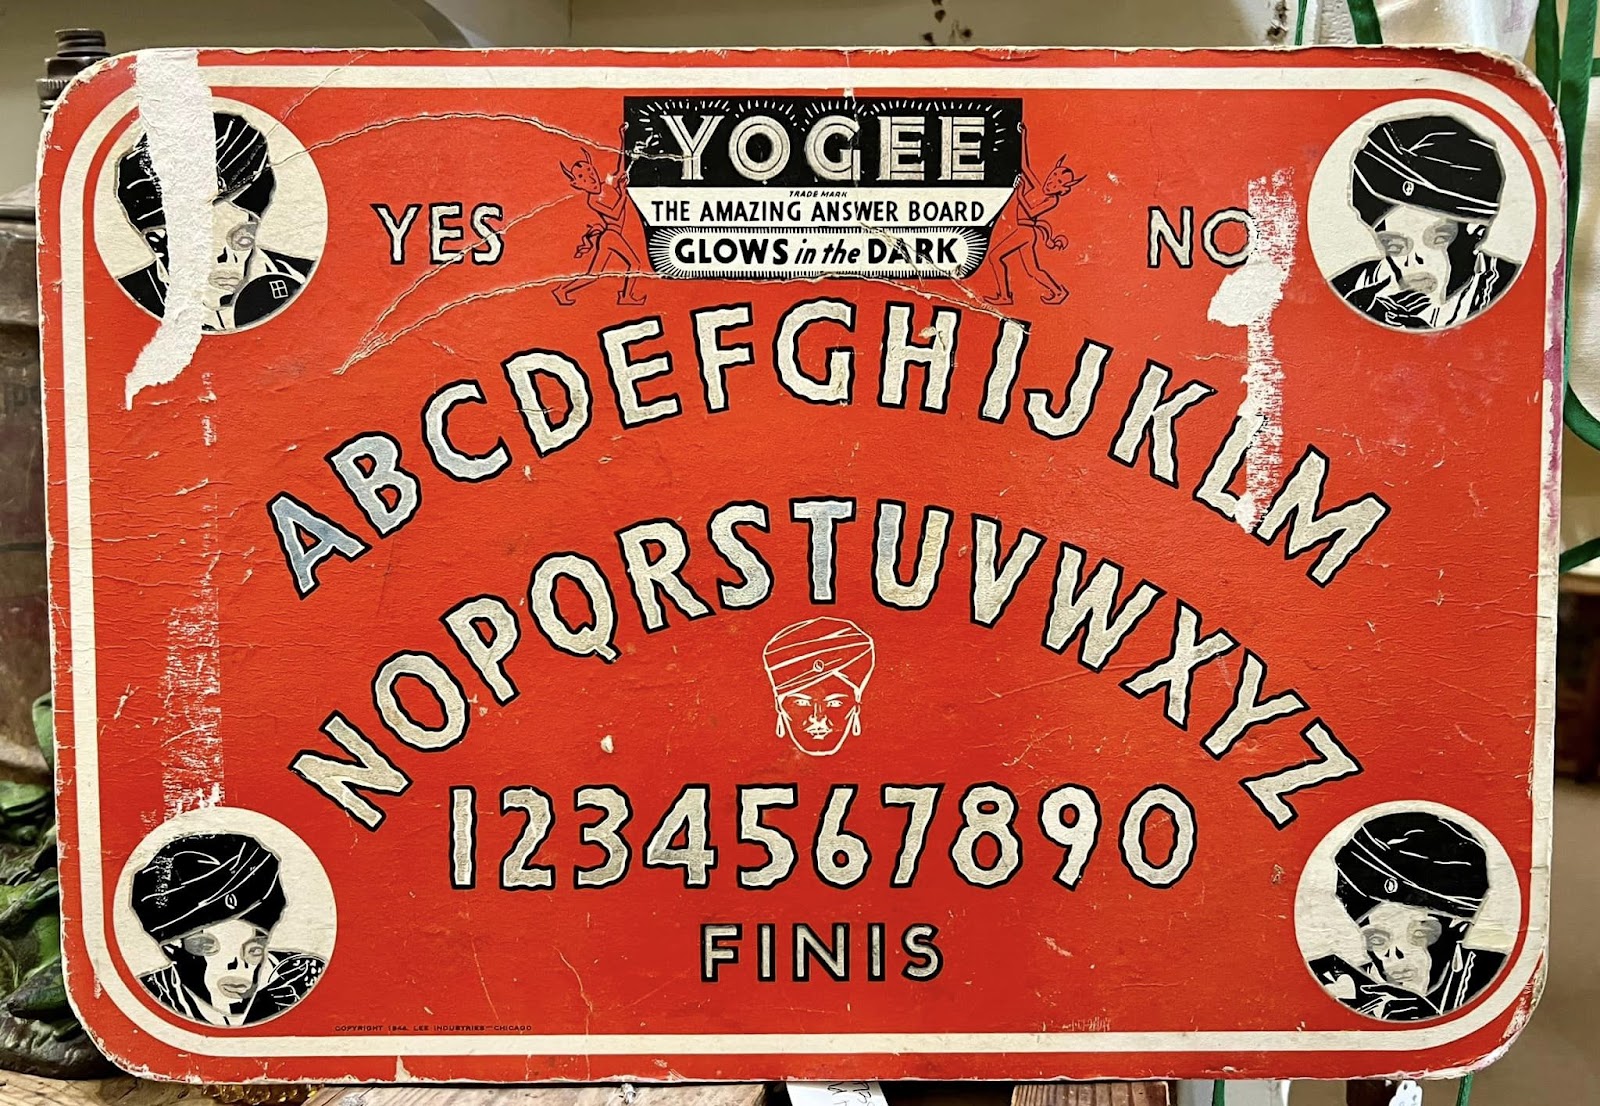 YOGEE
TRADE MARK
THE AMAZING ANSWER BOARD
GLOWS in the DARK
YES
NO
ABCDEFGHIJKLM
NOPQRSTUVWXYZ
1234567890
FINIS
COPYRIGHT 1944 LEE INDUSTRIES—CHICAGO